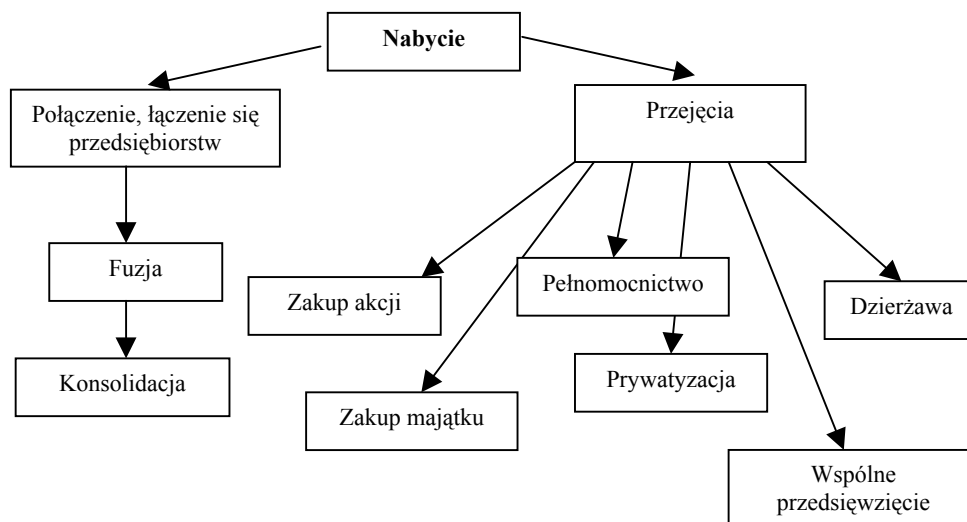 Nabycie
Połączenie, łączenie się
przedsiębiorstw
Przejęcia
Fuzja
Zakup akcji
Pełnomocnictwo
Dzierżawa
Konsolidacja
Zakup majątku
Prywatyzacja
Wspólne
przedsięwzięcie